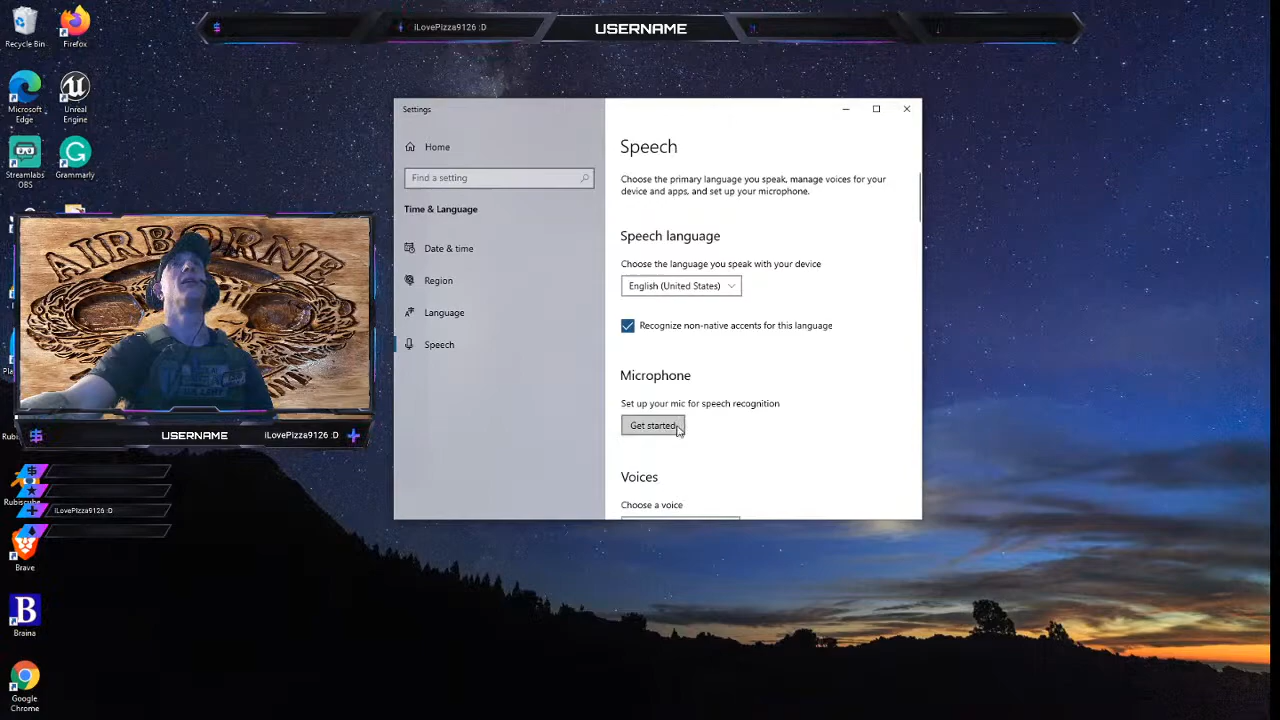 Recycle Bin
Firefox
iLovePizza9126 :D
USERNAME
Microsoft
Edge
Unreal
Engine
Streamlabs
OBS
Grammarly
Settings
Home
Find a setting
Time & Language
Date & time
Region
Language
Speech
Speech
Choose the primary language you speak, manage voices for your
device and apps, and set up your microphone.
Speech language
Choose the language you speak with your device
English (United States)
Recognize non-native accents for this language
Microphone
Set up your mic for speech recognition
Get started
Voices
Choose a voice
AIRBORNE
USERNAME
iLovePizza9126 :D
iLovePizza9126 :D
Brave
B
Braina
Google
Chrome